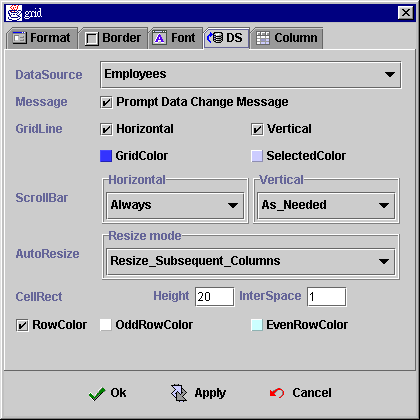 grid
Format Border Font DS Column
DataSource Employees
Message Prompt Data Change Message
GridLine Horizontal Vertical
GridColor SelectedColor
Horizontal Vertical
ScrollBar Always As_Needed
Resize mode
AutoResize Resize_Subsequent_Columns
CellRect Height 20 InterSpace 1
RowColor OddRowColor EvenRowColor
Ok Apply Cancel